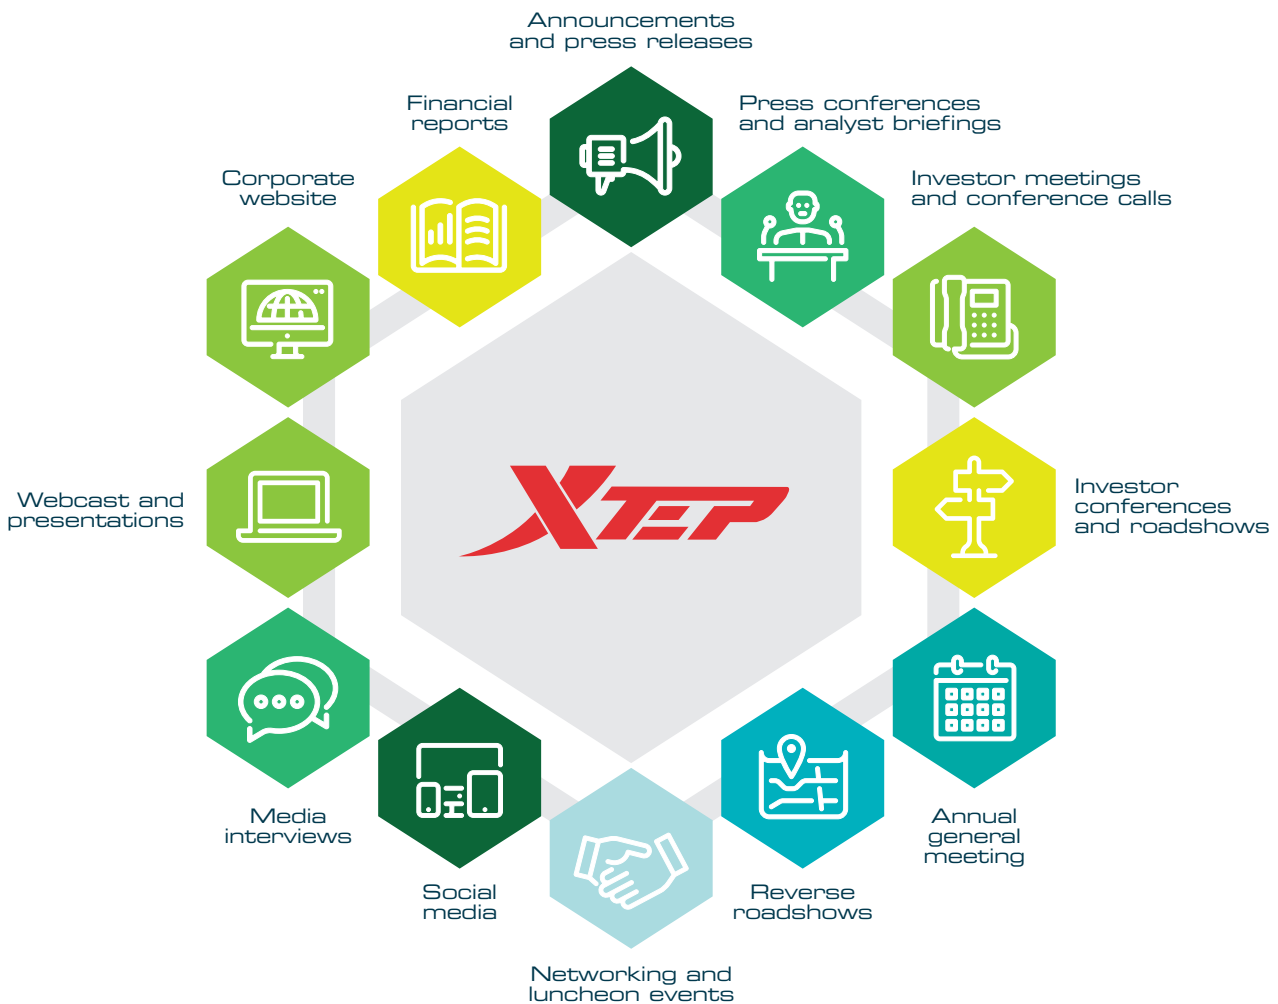 Announcements
and press releases
Financial
reports
Press conferences
and analyst briefings
Corporate
website
Investor meetings
and conference calls
XTEP
Webcast and
presentations
Investor
conferences
and roadshows
Media
interviews
Annual
general
meeting
Social
media
Reverse
roadshows
Networking and
luncheon events